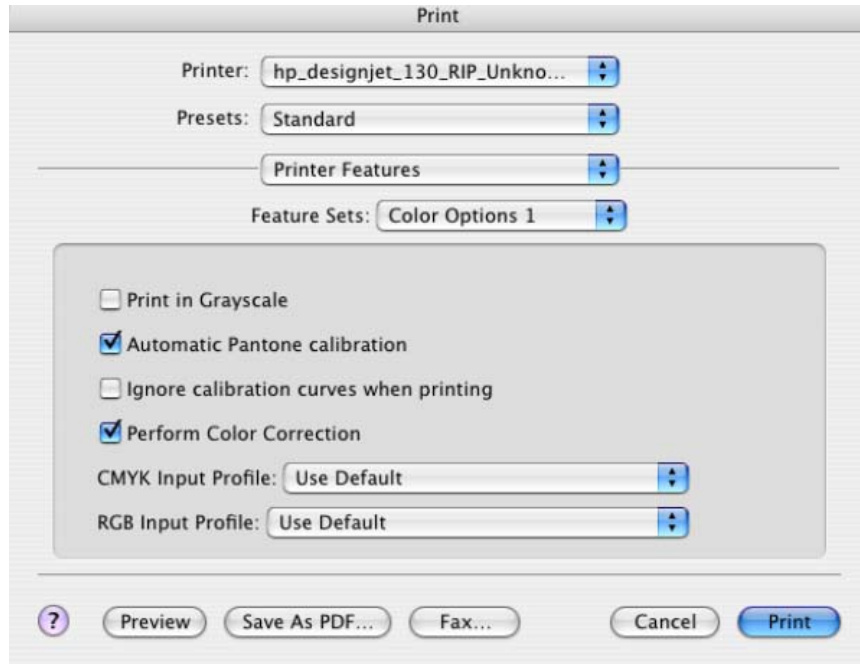 Print
Printer: hp_designjet_130_RIP_Unkno...
Presets: Standard
Printer Features
Feature Sets: Color Options 1
Print in Grayscale
Automatic Pantone calibration
Ignore calibration curves when printing
Perform Color Correction
CMYK Input Profile: Use Default
RGB Input Profile: Use Default
? Preview Save As PDF... Fax... Cancel Print